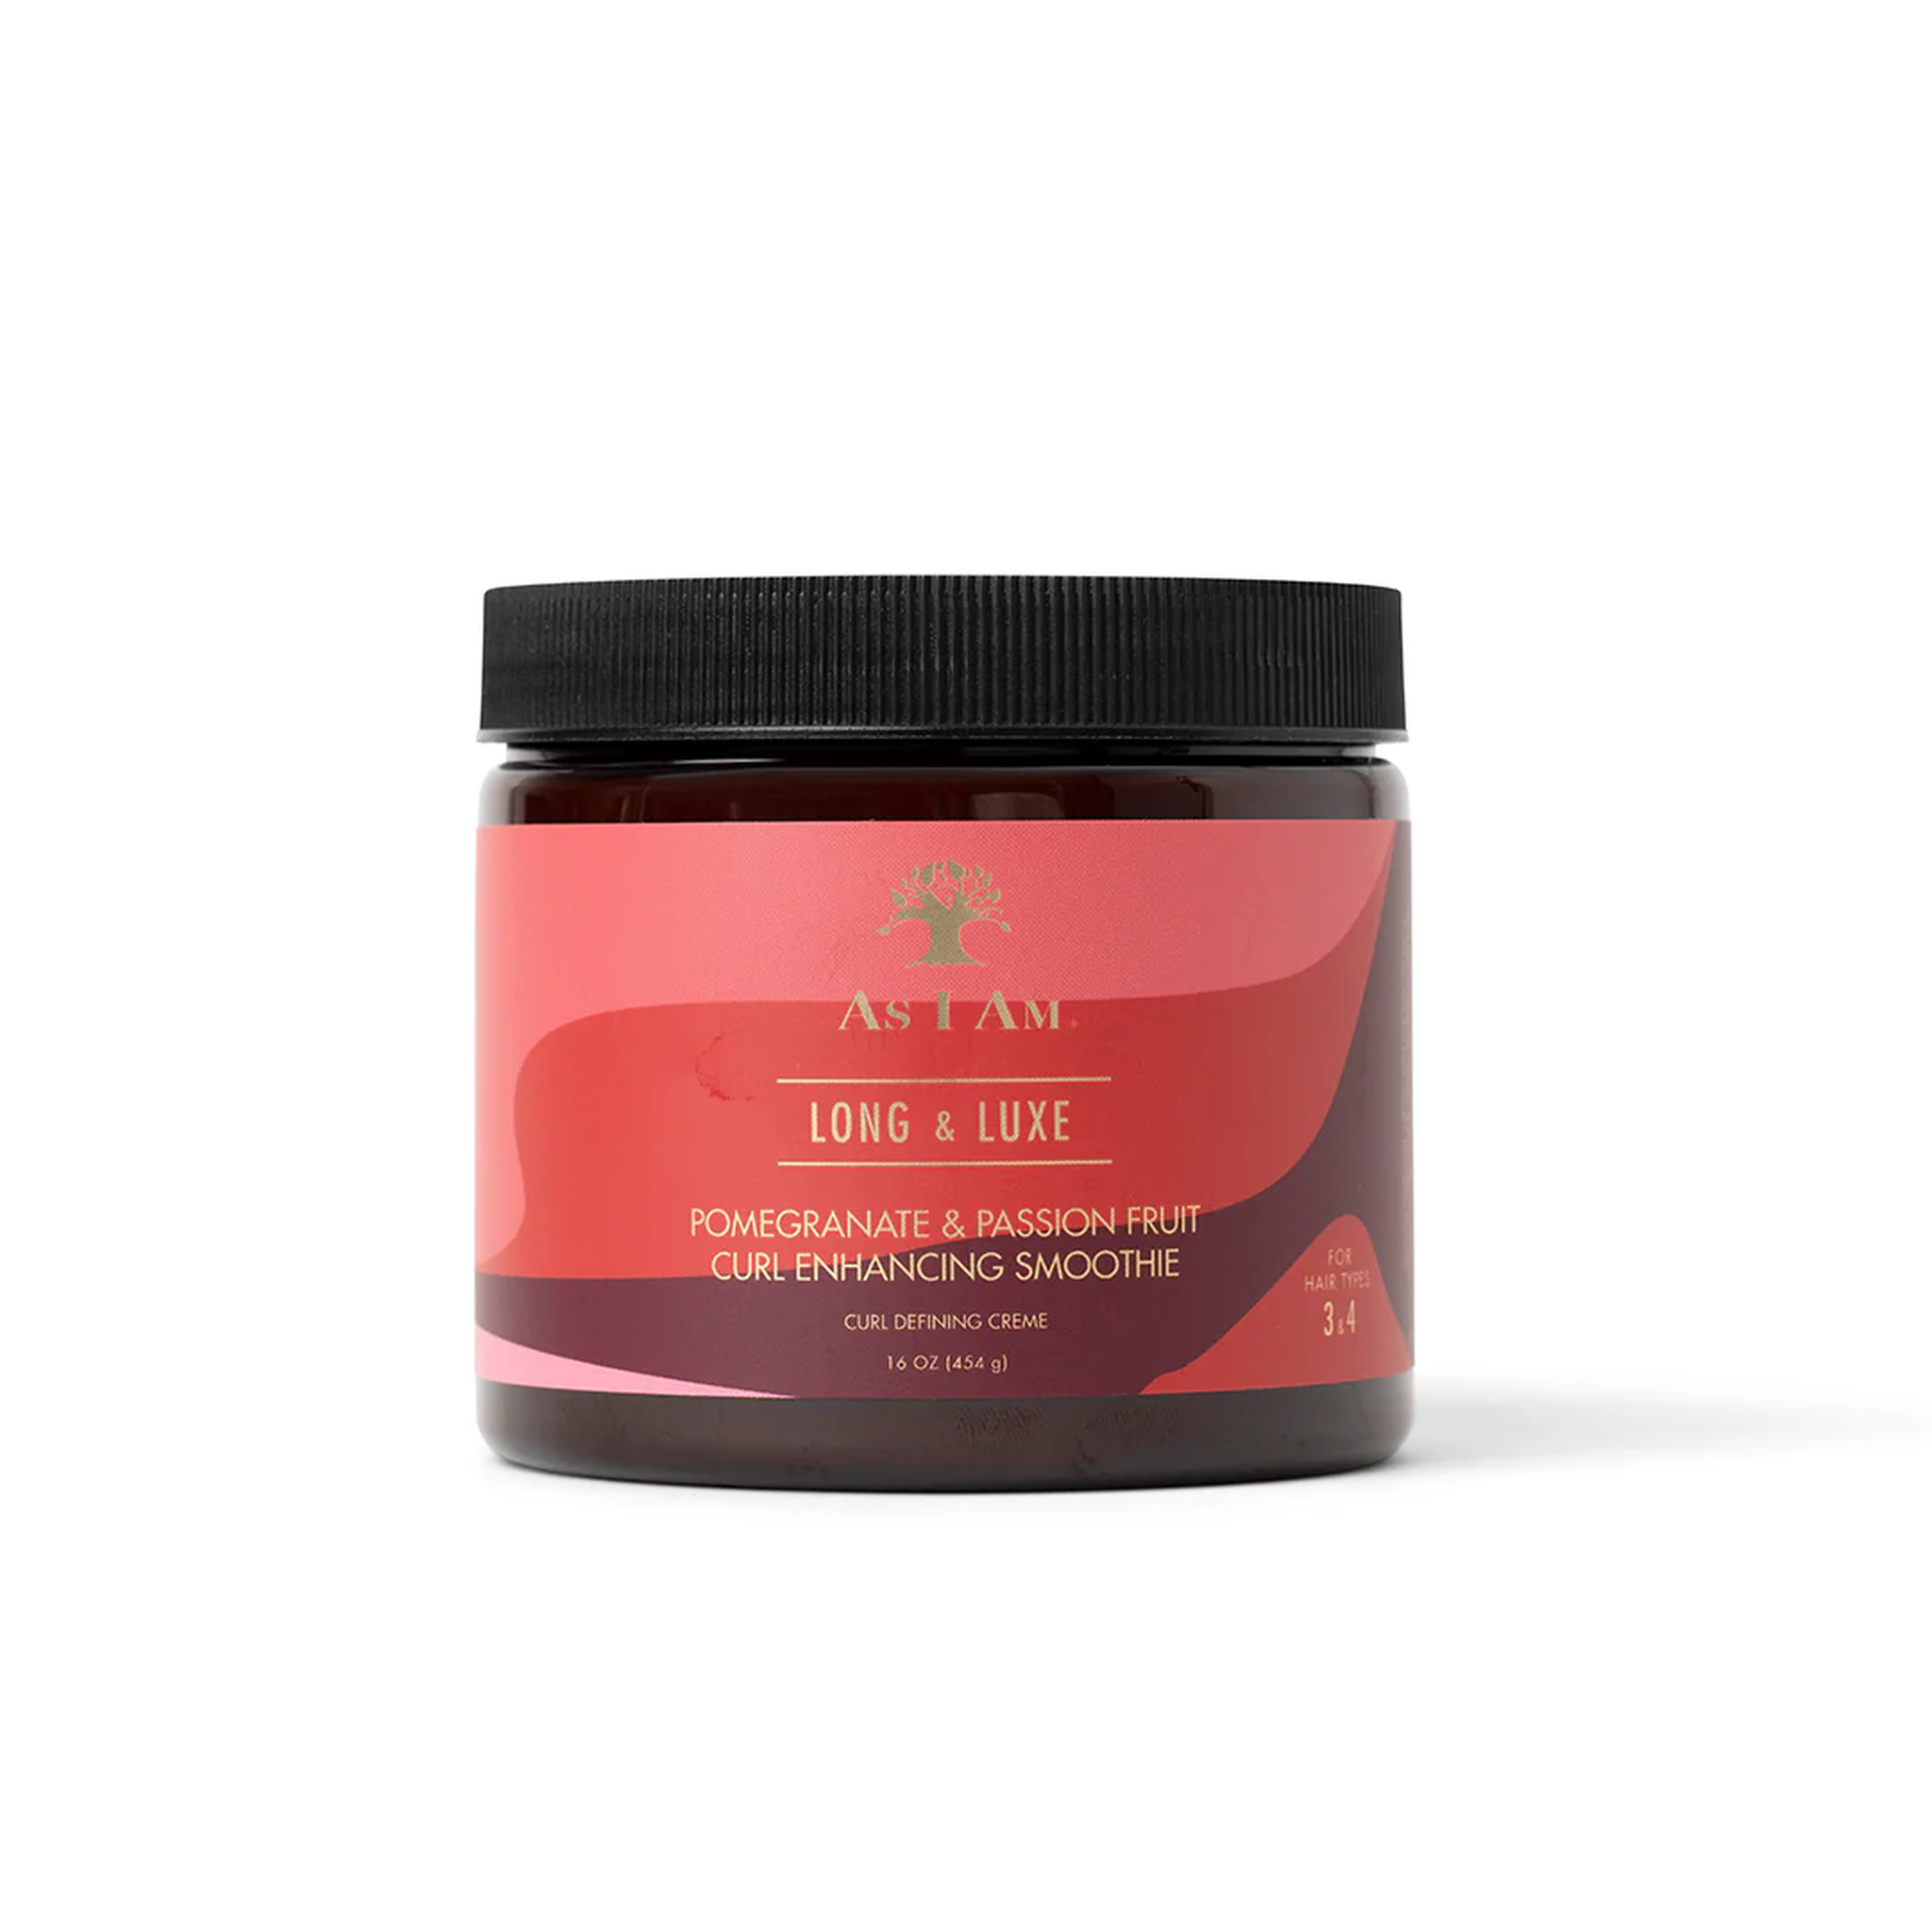 As I Am
LONG & LUXE
POMEGRANATE & PASSION FRUIT
CURL ENHANCING SMOOTHIE
CURL DEFINING CREME
16 OZ (454 g)
FOR
HAIR TYPES
3 & 4